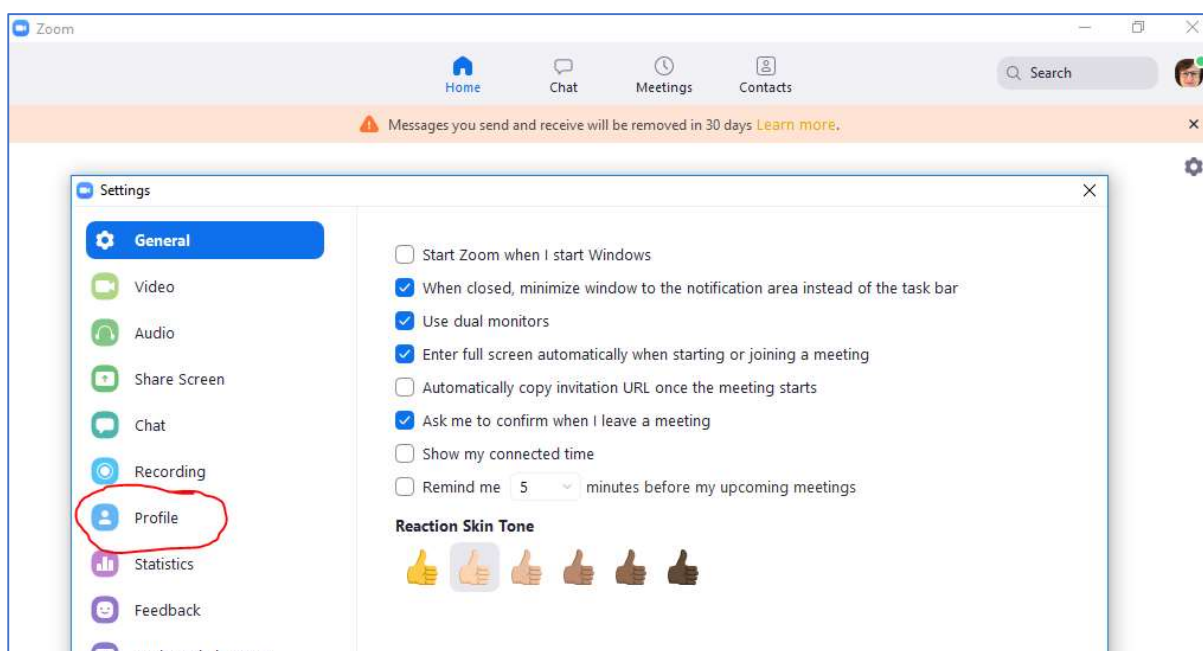 Zoom
Home Chat Meetings Contacts
Search
Messages you send and receive will be removed in 30 days Learn more.
Settings
General
Video
Audio
Share Screen
Chat
Recording
Profile
Statistics
Feedback
Start Zoom when I start Windows
When closed, minimize window to the notification area instead of the task bar
Use dual monitors
Enter full screen automatically when starting or joining a meeting
Automatically copy invitation URL once the meeting starts
Ask me to confirm when I leave a meeting
Show my connected time
Remind me 5 minutes before my upcoming meetings
Reaction Skin Tone